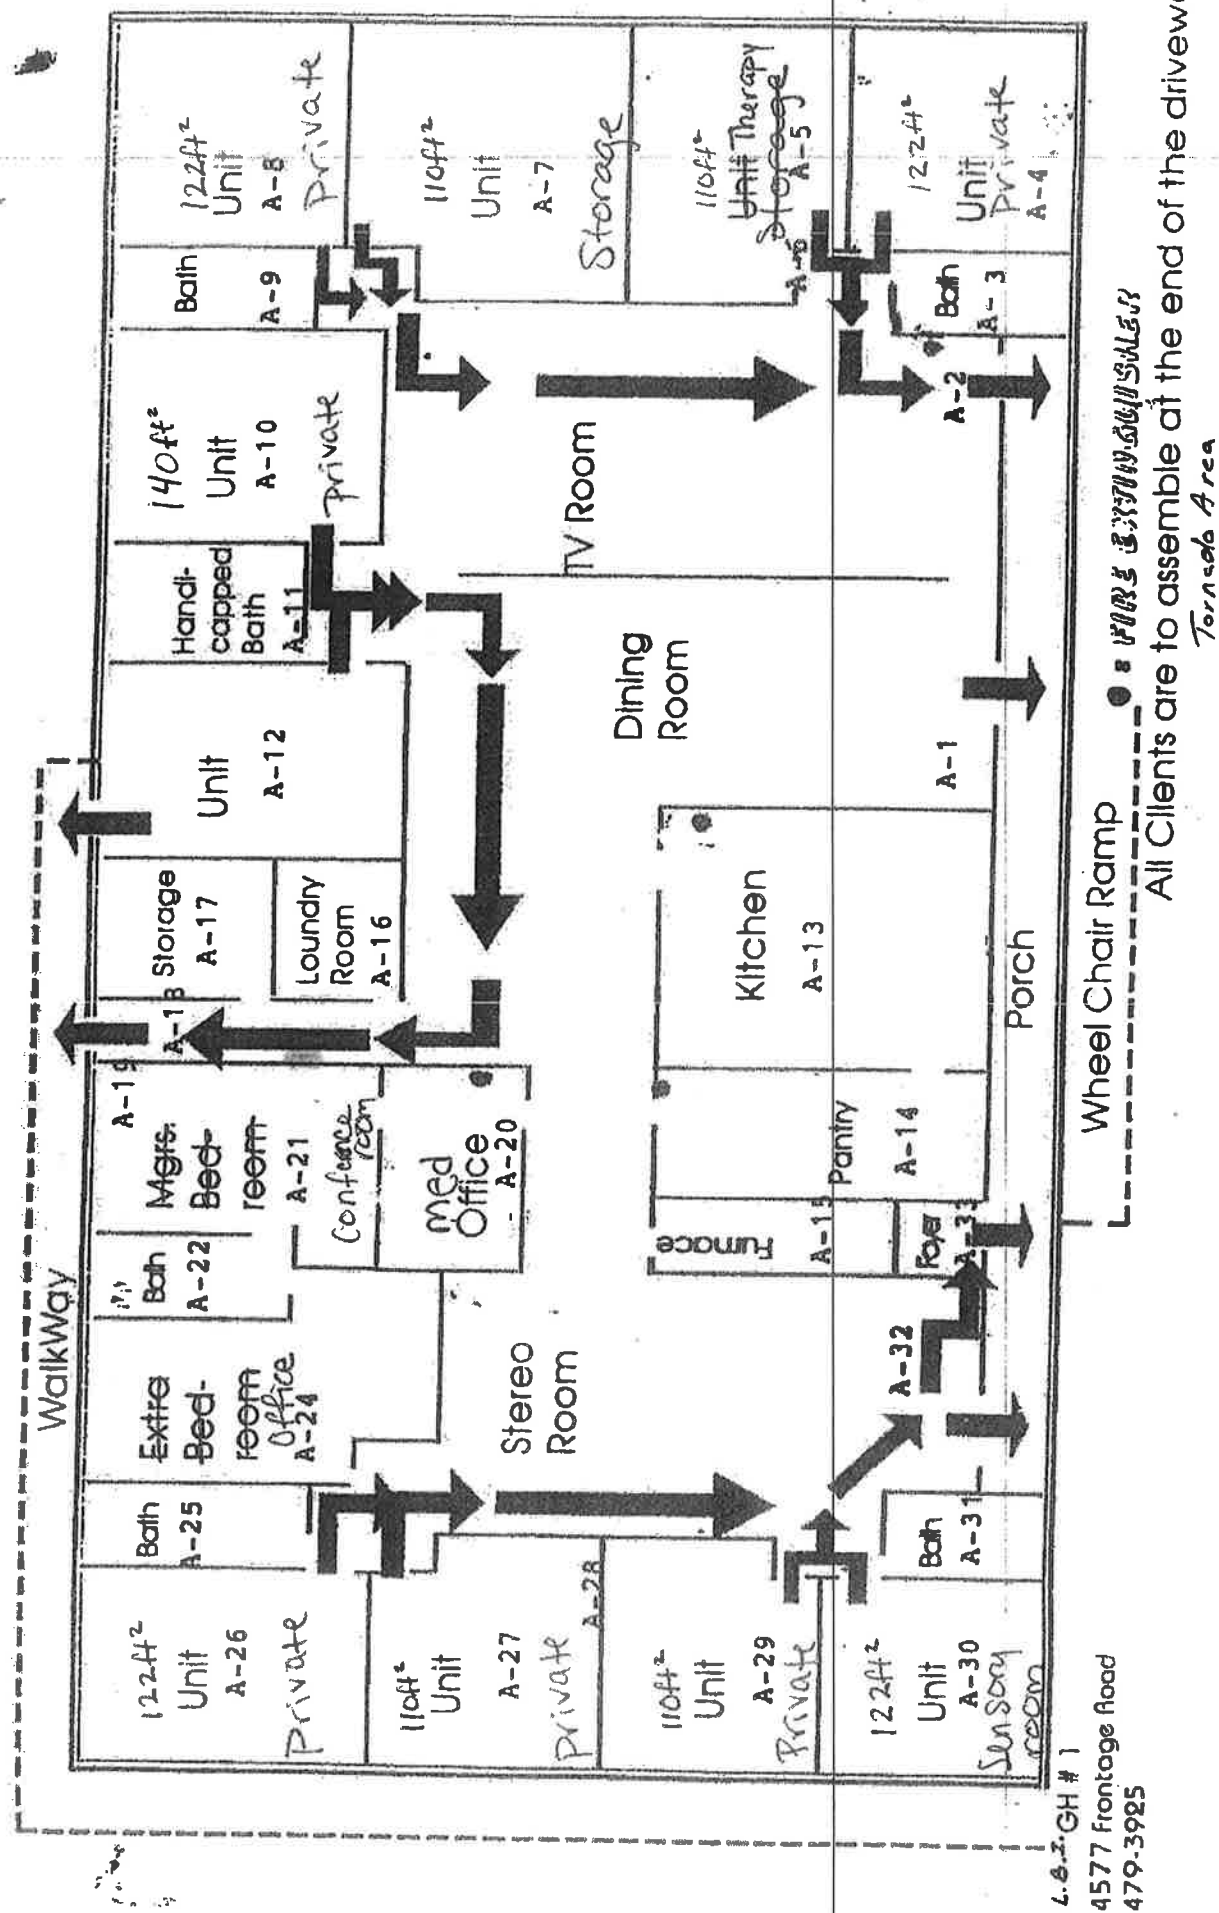 WalkWay
122ft²
Unit
A-26
Private
Bath
A-25
Extra
Bed-
room
Office
A-24
Bath
A-22
A-19
Mgrs.
Bed-
room
A-21
Confrence
room
Med
Office
A-20
A-18
Storage
A-17
Loundry
Room
A-16
Unit
A-12
Handi-
capped
Bath
A-11
140ft²
Unit
A-10
private
Bath
A-9
122ft²
Unit
A-8
Private
110ft²
Unit
A-27
Private
A-28
Stereo
Room
Dining
Room
TV Room
110ft²
Unit
A-7
Storage
110ft²
Unit
A-29
Private
Furnace
A-15
Pantry
A-14
Kitchen
A-13
110ft²
Unit Therapy
Storage
A-5
A-6
122ft²
Unit
A-30
Sensory
room
Bath
A-31
A-32
Foyer
A-33
A-1
A-2
Bath
A-3
122ft²
Unit
Private
A-4
Porch
Wheel Chair Ramp
: FIRE EXTINGUISHER
L.B.I. GH # 1
4577 Frontage Road
479-3925
All Clients are to assemble at the end of the drivewa
Tornado Area